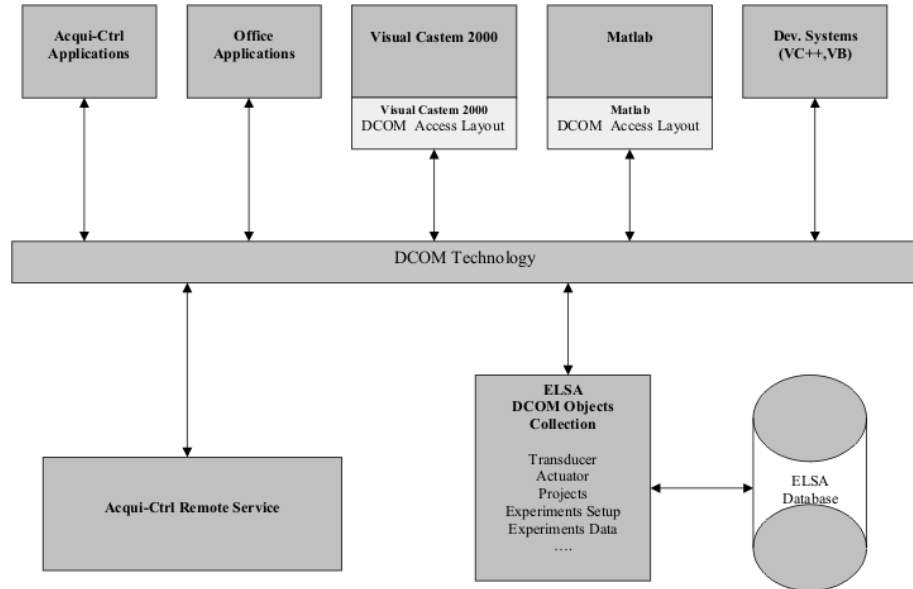 Acqui-Ctrl
Applications
Office
Applications
Visual Castem 2000
Visual Castem 2000
DCOM Access Layout
Matlab
Matlab
DCOM Access Layout
Dev. Systems
(VC++,VB)
DCOM Technology
Acqui-Ctrl Remote Service
ELSA
DCOM Objects
Collection
Transducer
Actuator
Projects
Experiments Setup
Experiments Data
….
ELSA
Database